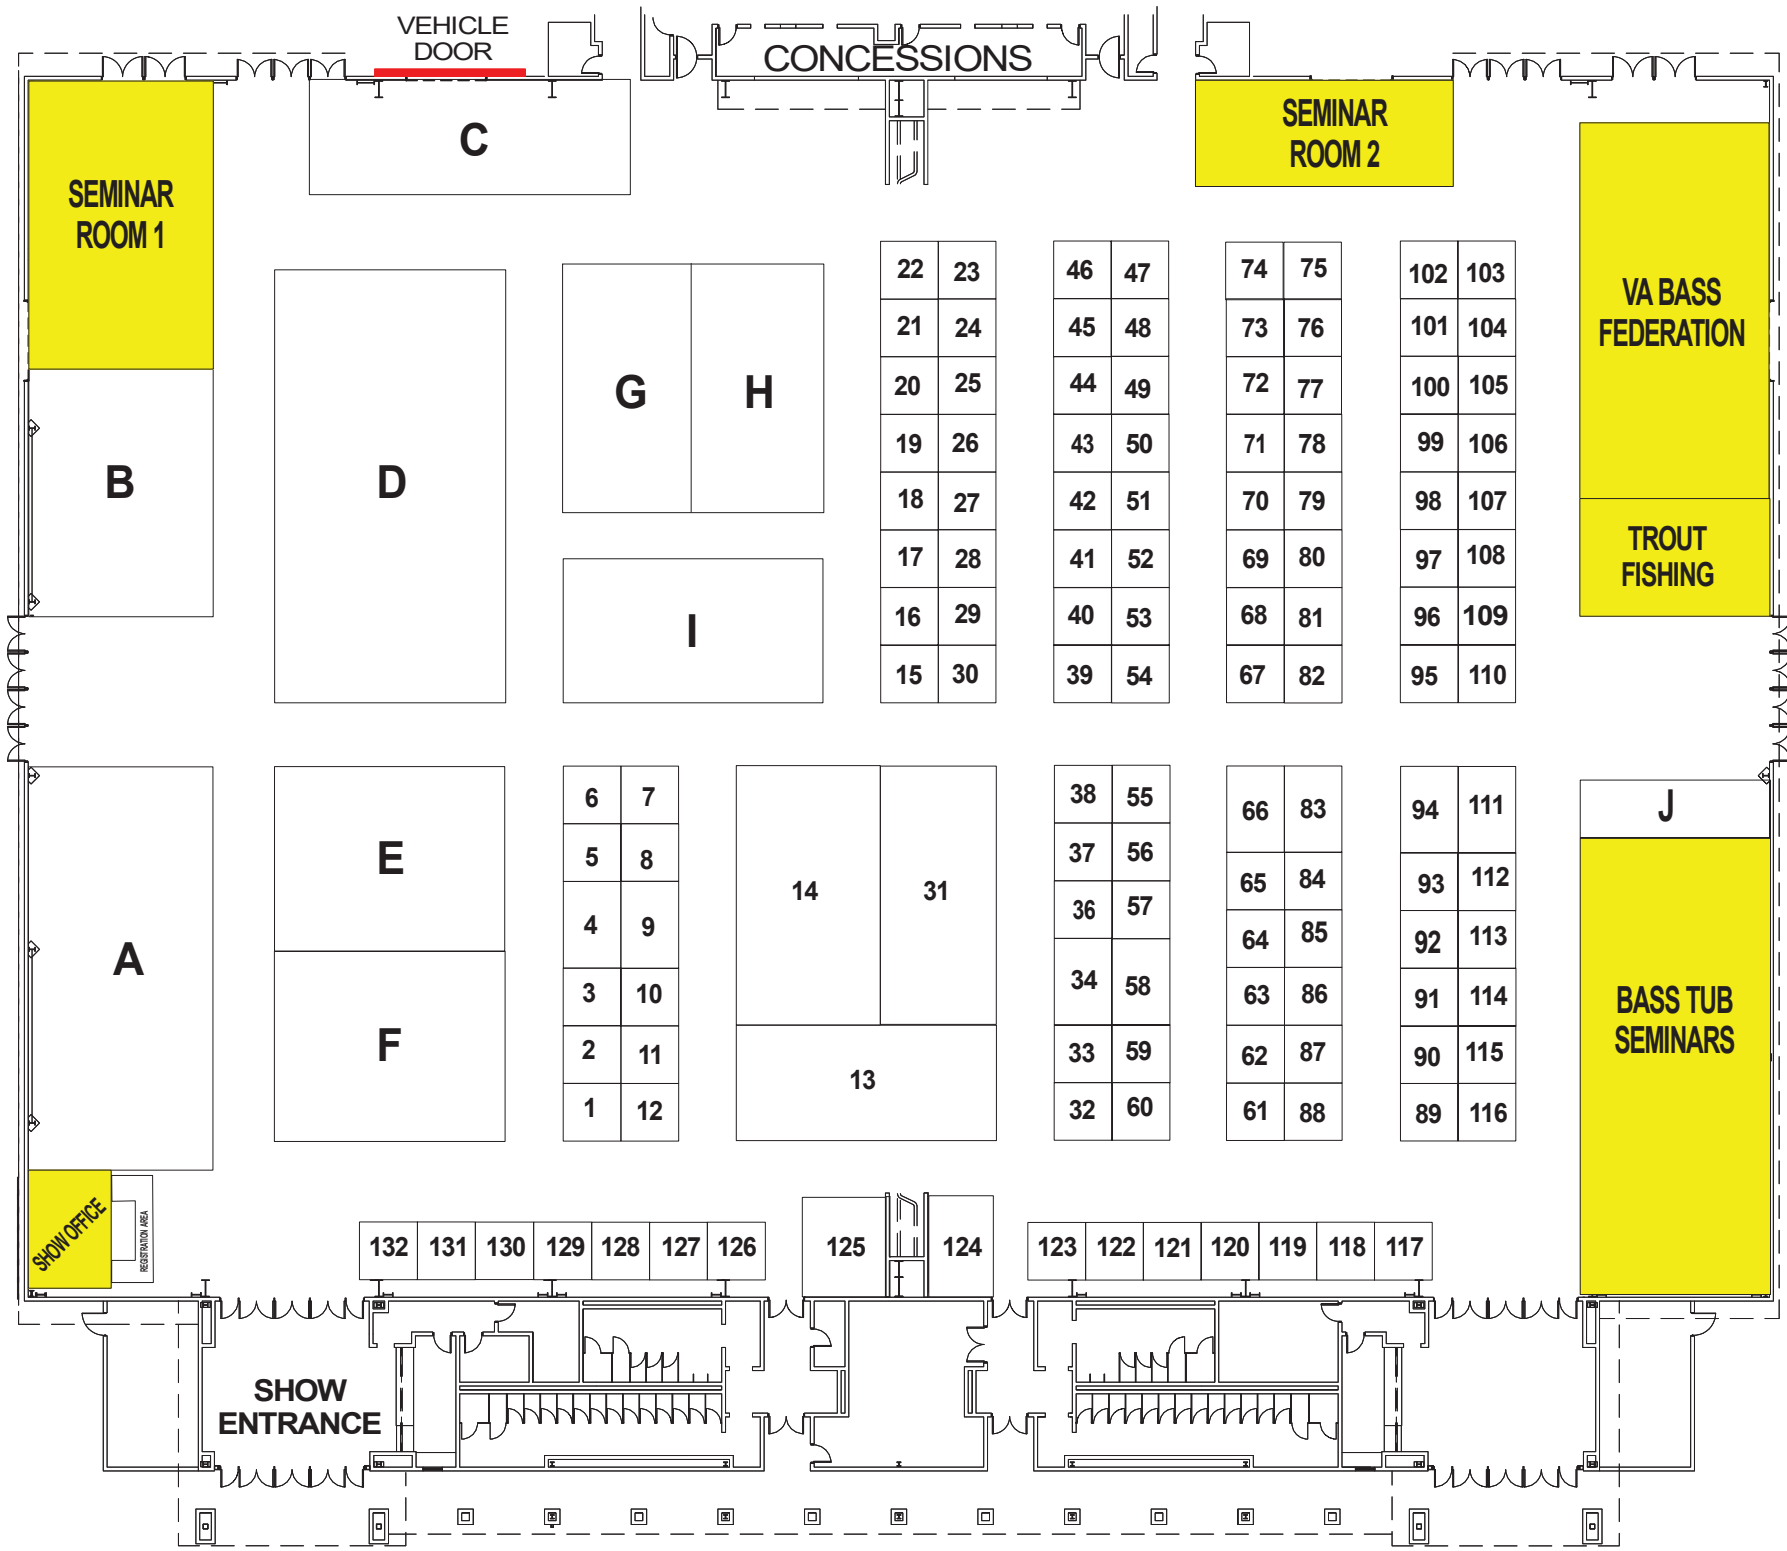 VEHICLE
DOOR
CONCESSIONS
SEMINAR
ROOM 1
C
SEMINAR
ROOM 2
VA BASS
FEDERATION
TROUT
FISHING
B
D
G H
I
22 23 46 47 74 75 102 103
21 24 45 48 73 76 101 104
20 25 44 49 72 77 100 105
19 26 43 50 71 78 99 106
18 27 42 51 70 79 98 107
17 28 41 52 69 80 97 108
16 29 40 53 68 81 96 109
15 30 39 54 67 82 95 110
A
E
F
6 7
5 8
4 9
3 10
2 11
1 12
14 31
13
38 55
37 56
36 57
34 58
33 59
32 60
66 83
65 84
64 85
63 86
62 87
61 88
94 111
93 112
92 113
91 114
90 115
89 116
J
BASS TUB
SEMINARS
SHOW OFFICE
REGISTRATION AREA
132 131 130 129 128 127 126
125 124
123 122 121 120 119 118 117
SHOW
ENTRANCE